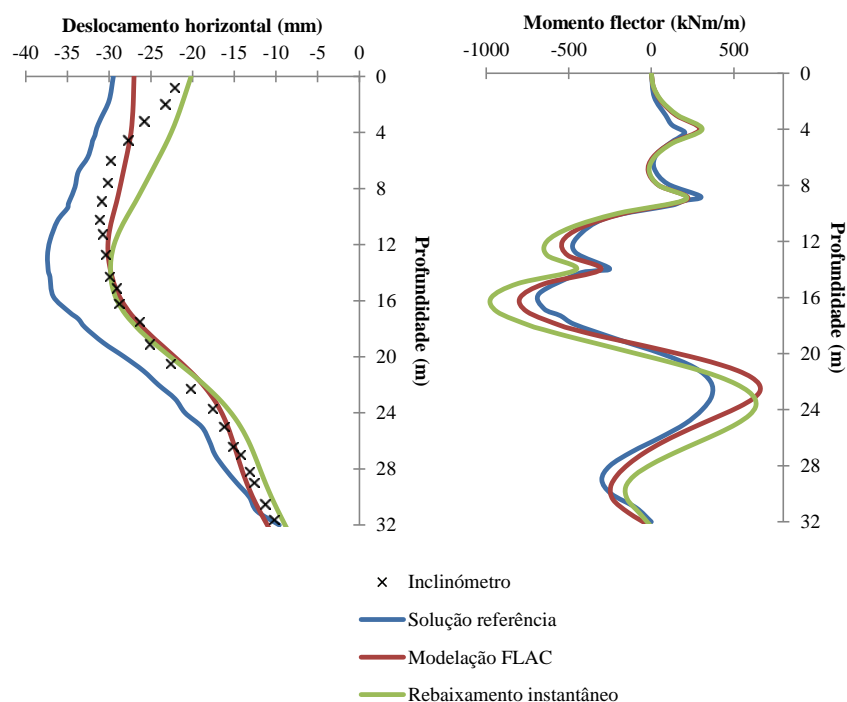 Deslocamento horizontal (mm)
-40 -35 -30 -25 -20 -15 -10 -5 0
0
4
8
12
16
20
24
28
32
Profundidade (m)
Momento flector (kNm/m)
-1000 -500 0 500
0
4
8
12
16
20
24
28
32
Profundidade (m)
Inclinómetro
Solução referência
Modelação FLAC
Rebaixamento instantâneo